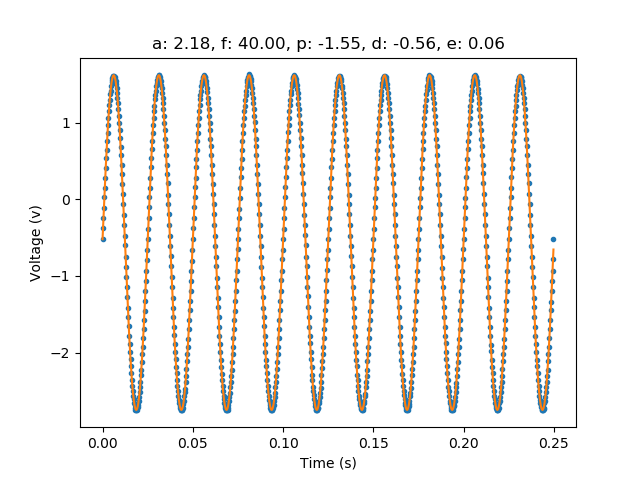 a: 2.18, f: 40.00, p: -1.55, d: -0.56, e: 0.06
Voltage (v)
1
0
−1
−2
0.00 0.05 0.10 0.15 0.20 0.25
Time (s)